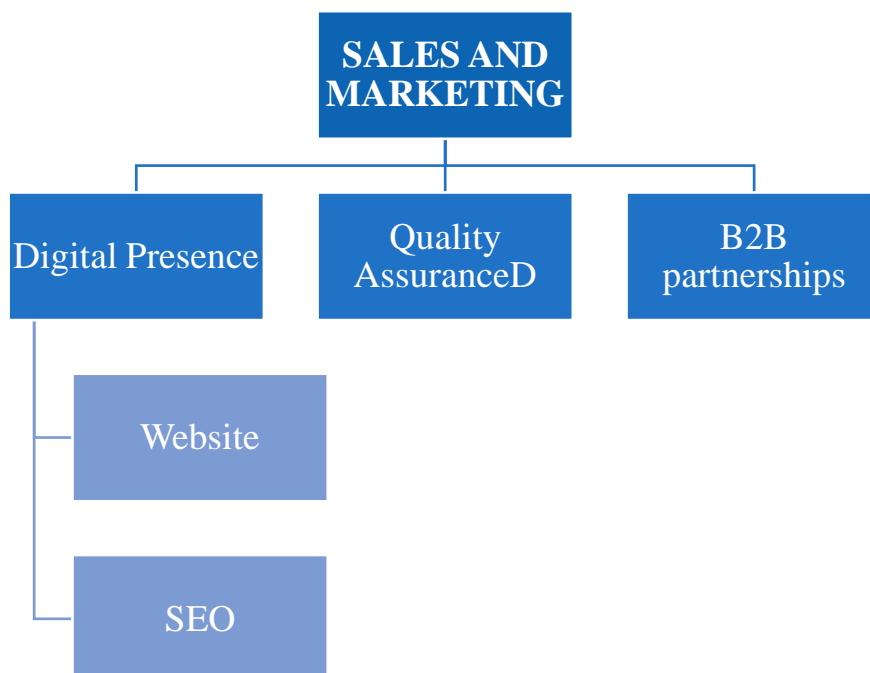 SALES AND
MARKETING
Digital Presence
Quality
AssuranceD
B2B
partnerships
Website
SEO